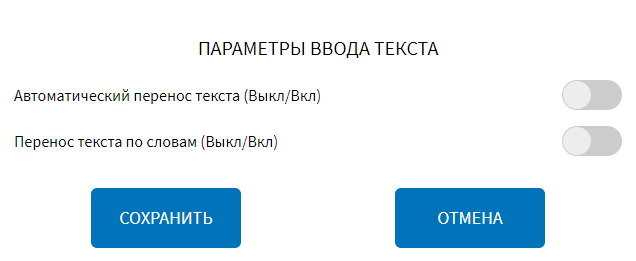 ПАРАМЕТРЫ ВВОДА ТЕКСТА
Автоматический перенос текста (Выкл/Вкл)
Перенос текста по словам (Выкл/Вкл)
СОХРАНИТЬ
ОТМЕНА